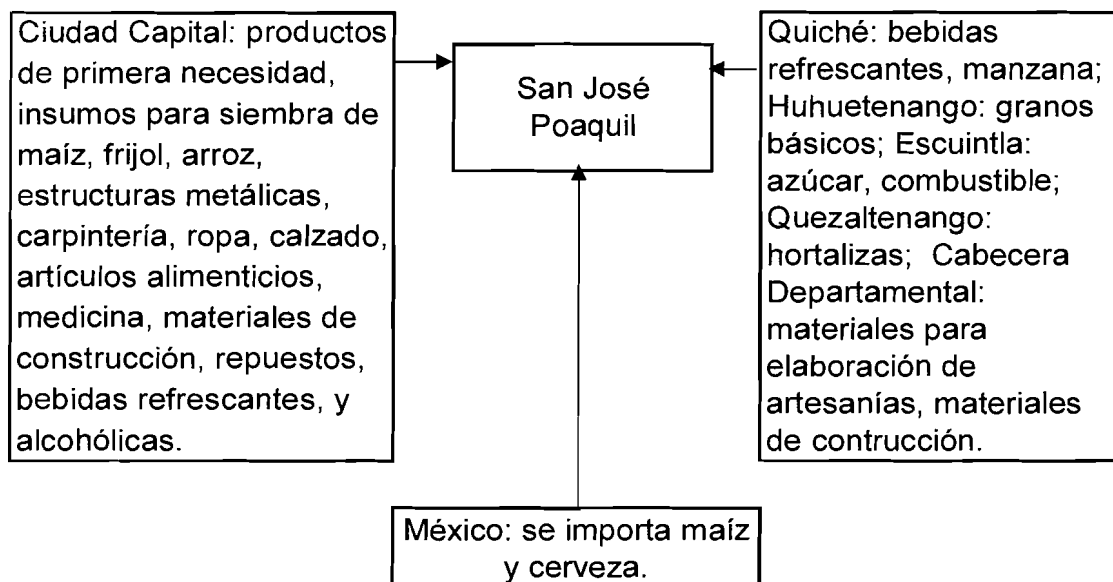 Ciudad Capital: productos
de primera necesidad,
insumos para siembra de
maíz, frijol, arroz,
estructuras metálicas,
carpintería, ropa, calzado,
artículos alimenticios,
medicina, materiales de
construcción, repuestos,
bebidas refrescantes, y
alcohólicas.
San José
Poaquil
Quiché: bebidas
refrescantes, manzana;
Huhuetenango: granos
básicos; Escuintla:
azúcar, combustible;
Quezaltenango:
hortalizas; Cabecera
Departamental:
materiales para
elaboración de
artesanías, materiales
de contrucción.
México: se importa maíz
y cerveza.